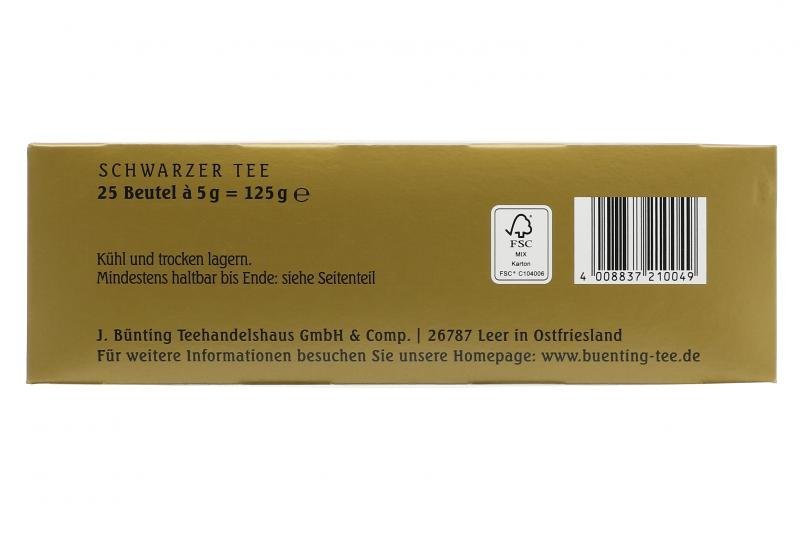 SCHWARZER TEE
25 Beutel à 5 g = 125 g ℮
Kühl und trocken lagern.
Mindestens haltbar bis Ende: siehe Seitenteil
FSC
MIX
Karton
FSC® C104006
4 008837 210049
J. Bünting Teehandelshaus GmbH & Comp. | 26787 Leer in Ostfriesland
Für weitere Informationen besuchen Sie unsere Homepage: www.buenting-tee.de